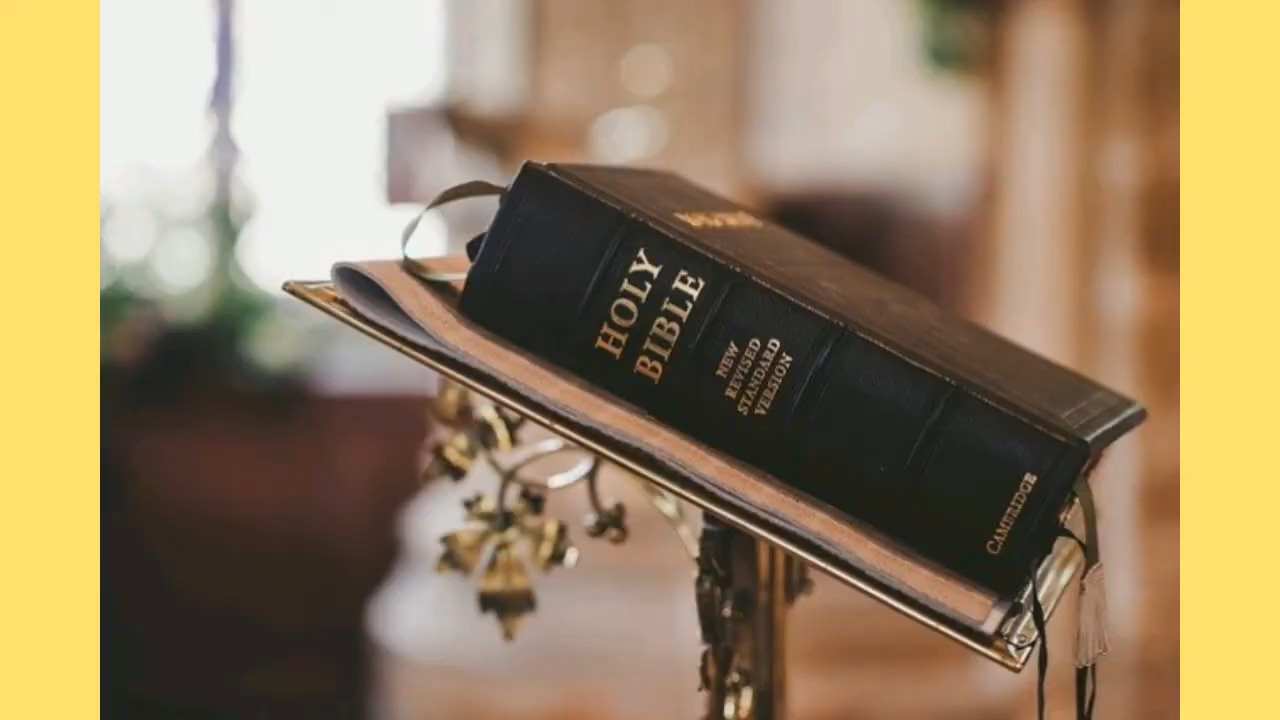 HOLY
BIBLE
NEW
REVISED
STANDARD
VERSION
CAMBRIDGE